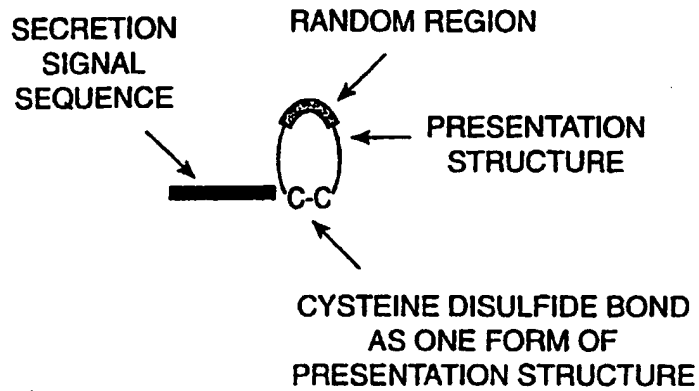 SECRETION
SIGNAL
SEQUENCE
RANDOM REGION
PRESENTATION
STRUCTURE
C-C
CYSTEINE DISULFIDE BOND
AS ONE FORM OF
PRESENTATION STRUCTURE